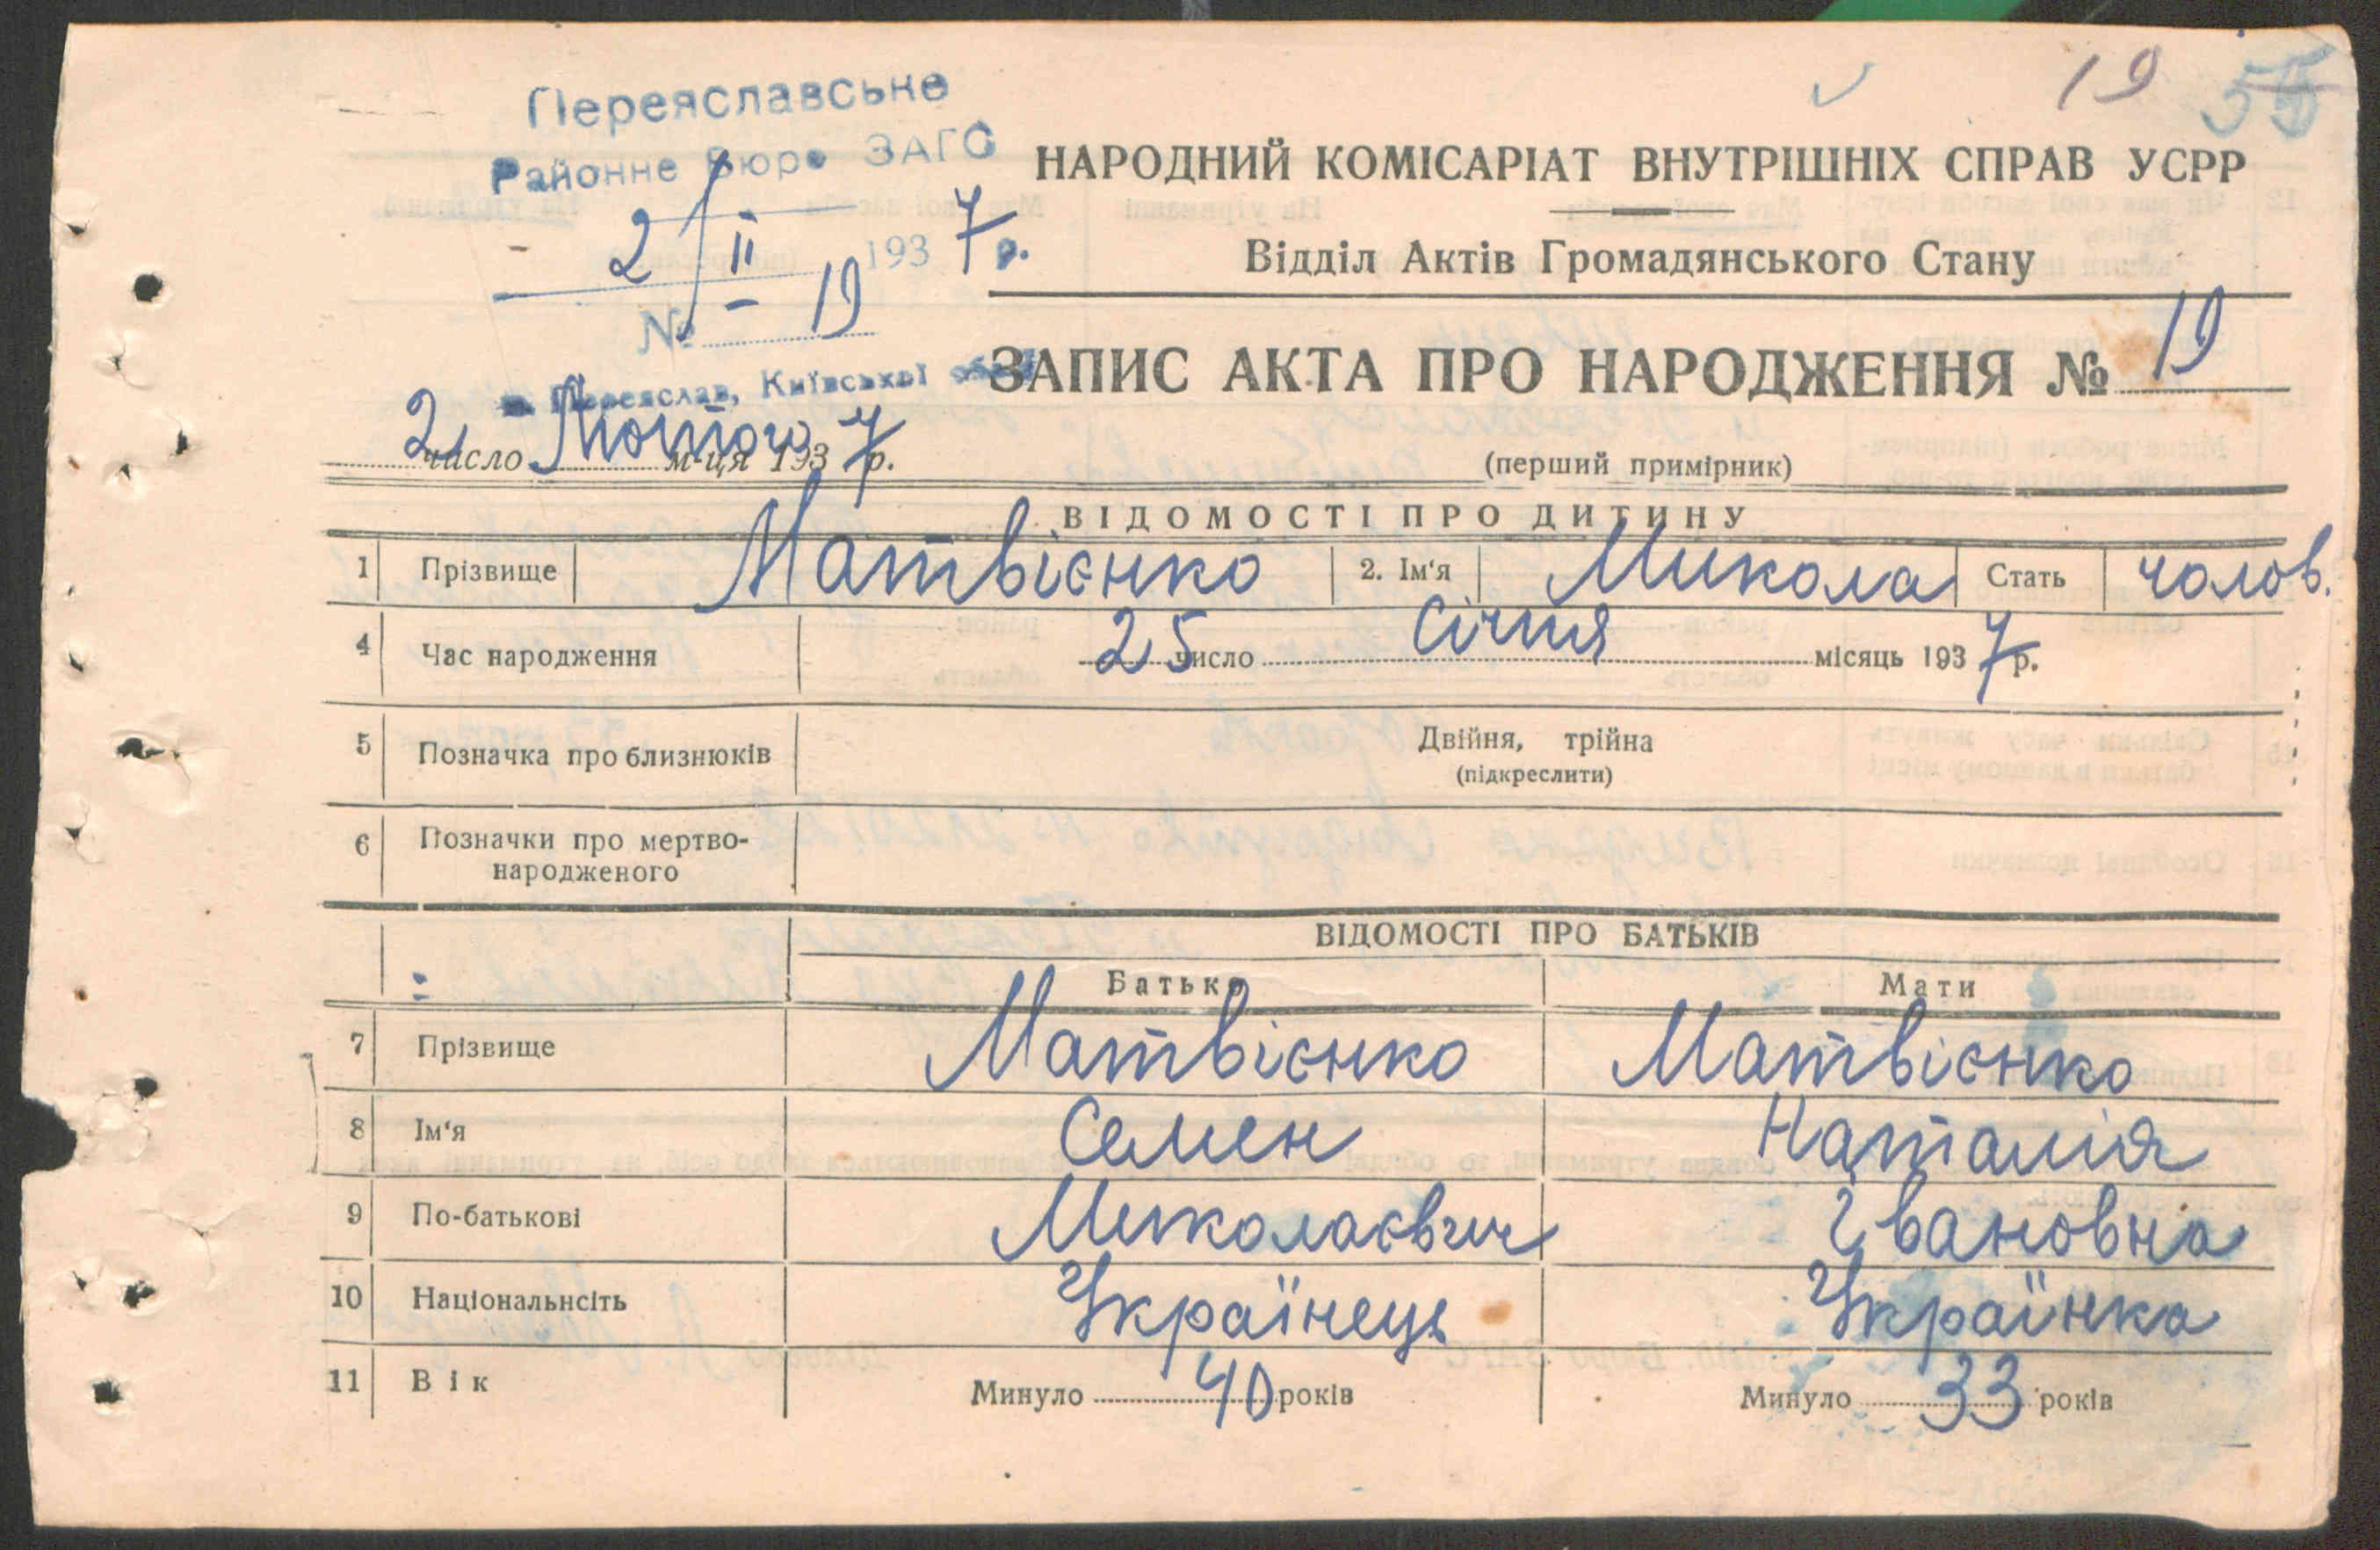 19 55
Переяславське
Районне Бюро ЗАГС
2/II 1937 р.
№ – 19
м. Переяслав, Київської обл.
НАРОДНИЙ КОМІСАРІАТ ВНУТРІШНІХ СПРАВ УСРР
Відділ Актів Громадянського Стану
ЗАПИС АКТА ПРО НАРОДЖЕННЯ № 19
2 число Лютого м-ця 1937 р.
(перший примірник)
ВІДОМОСТІ ПРО ДИТИНУ
1 Прізвище Матвієнко 2. Ім'я Микола Стать чолов.
4 Час народження 25 число Січня місяць 1937 р.
5 Позначка про близнюків Двійня, трійна
(підкреслити)
6 Позначки про мертво-
народженого
ВІДОМОСТІ ПРО БАТЬКІВ
Батько Мати
7 Прізвище Матвієнко Матвієнко
8 Ім'я Семен Наталія
9 По-батькові Миколаєвич Івановна
10 Національнсіть Українець Українка
11 Вік Минуло 40 років Минуло 33 років